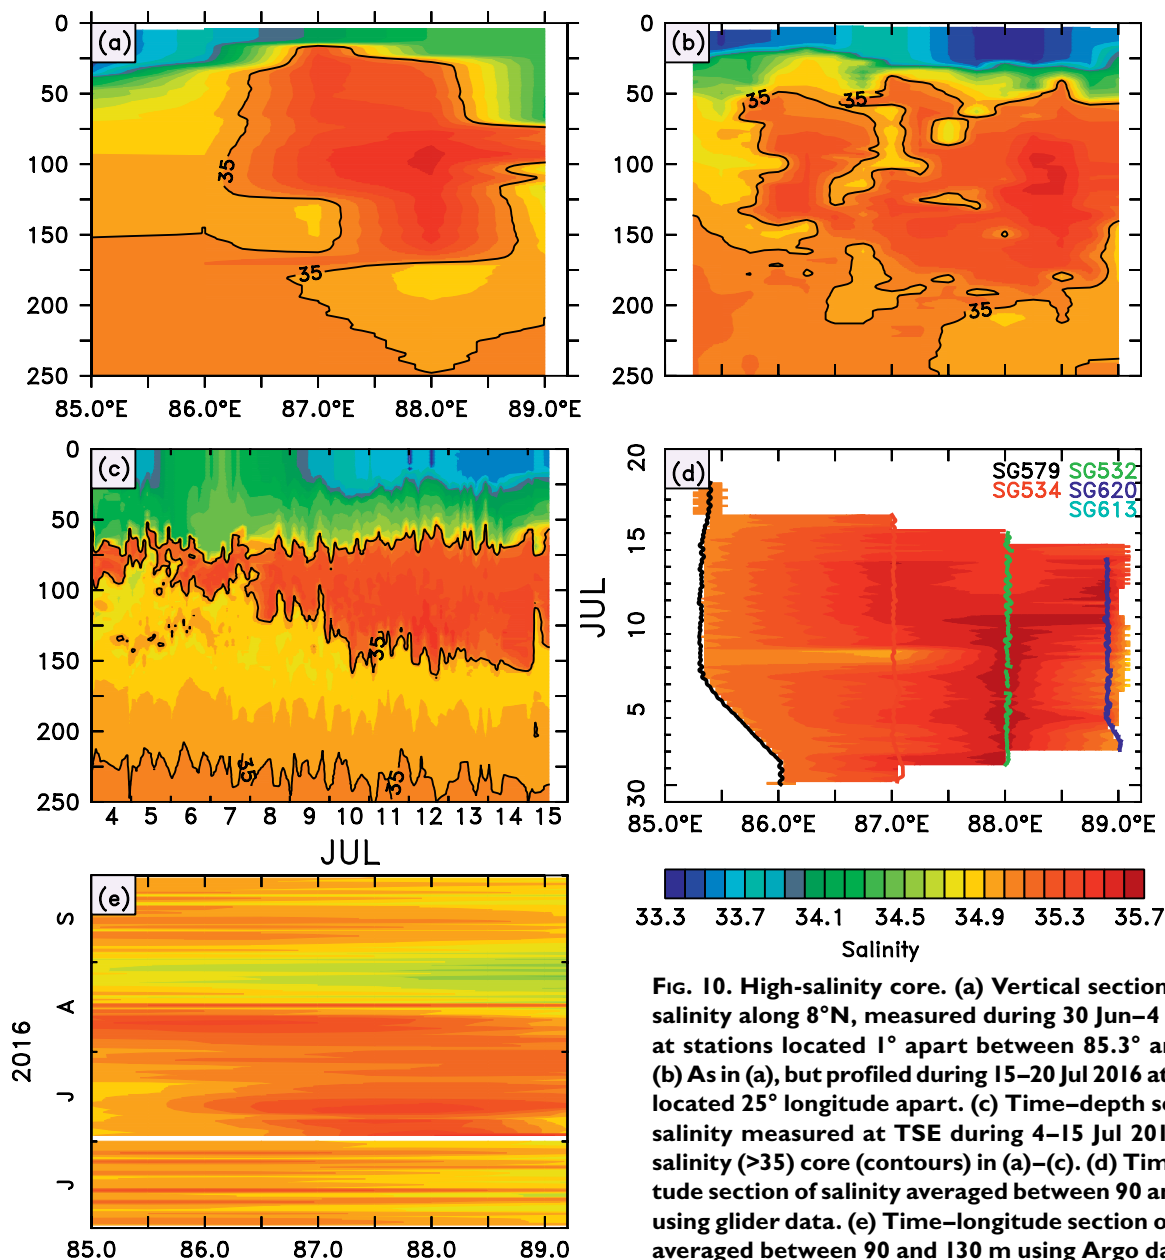 (a)
0
50
100
150
200
250
35
35
85.0°E 86.0°E 87.0°E 88.0°E 89.0°E
(b)
0
50
100
150
200
250
35
35
35
(c)
0
50
100
150
200
250
35
35
35
4 5 6 7 8 9 10 11 12 13 14 15
JUL
(d)
SG579 SG532
SG534 SG620
SG613
20
15
10
5
30
JUL
85.0°E 86.0°E 87.0°E 88.0°E 89.0°E
33.3 33.7 34.1 34.5 34.9 35.3 35.7
Salinity
(e)
S
A
J
J
2016
85.0 86.0 87.0 88.0 89.0
FIG. 10. High-salinity core. (a) Vertical section
salinity along 8°N, measured during 30 Jun–4
at stations located 1° apart between 85.3° a
(b) As in (a), but profiled during 15–20 Jul 2016 at
located 25° longitude apart. (c) Time–depth se
salinity measured at TSE during 4–15 Jul 201
salinity (>35) core (contours) in (a)–(c). (d) Tim
tude section of salinity averaged between 90 a
using glider data. (e) Time–longitude section o
averaged between 90 and 130 m using Argo da